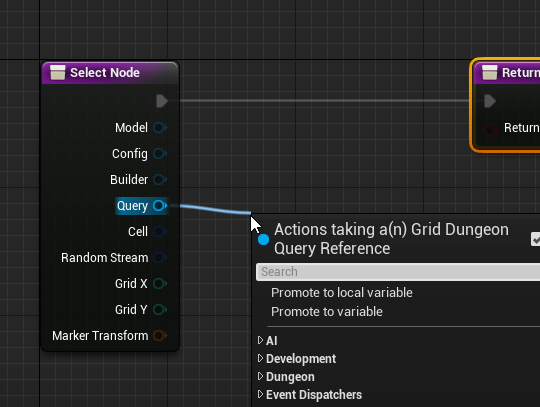 Select Node
Return
Model
Return
Config
Builder
Query
Cell
Random Stream
Grid X
Grid Y
Marker Transform
Actions taking a(n) Grid Dungeon
Query Reference
Search
Promote to local variable
Promote to variable
AI
Development
Dungeon
Event Dispatchers